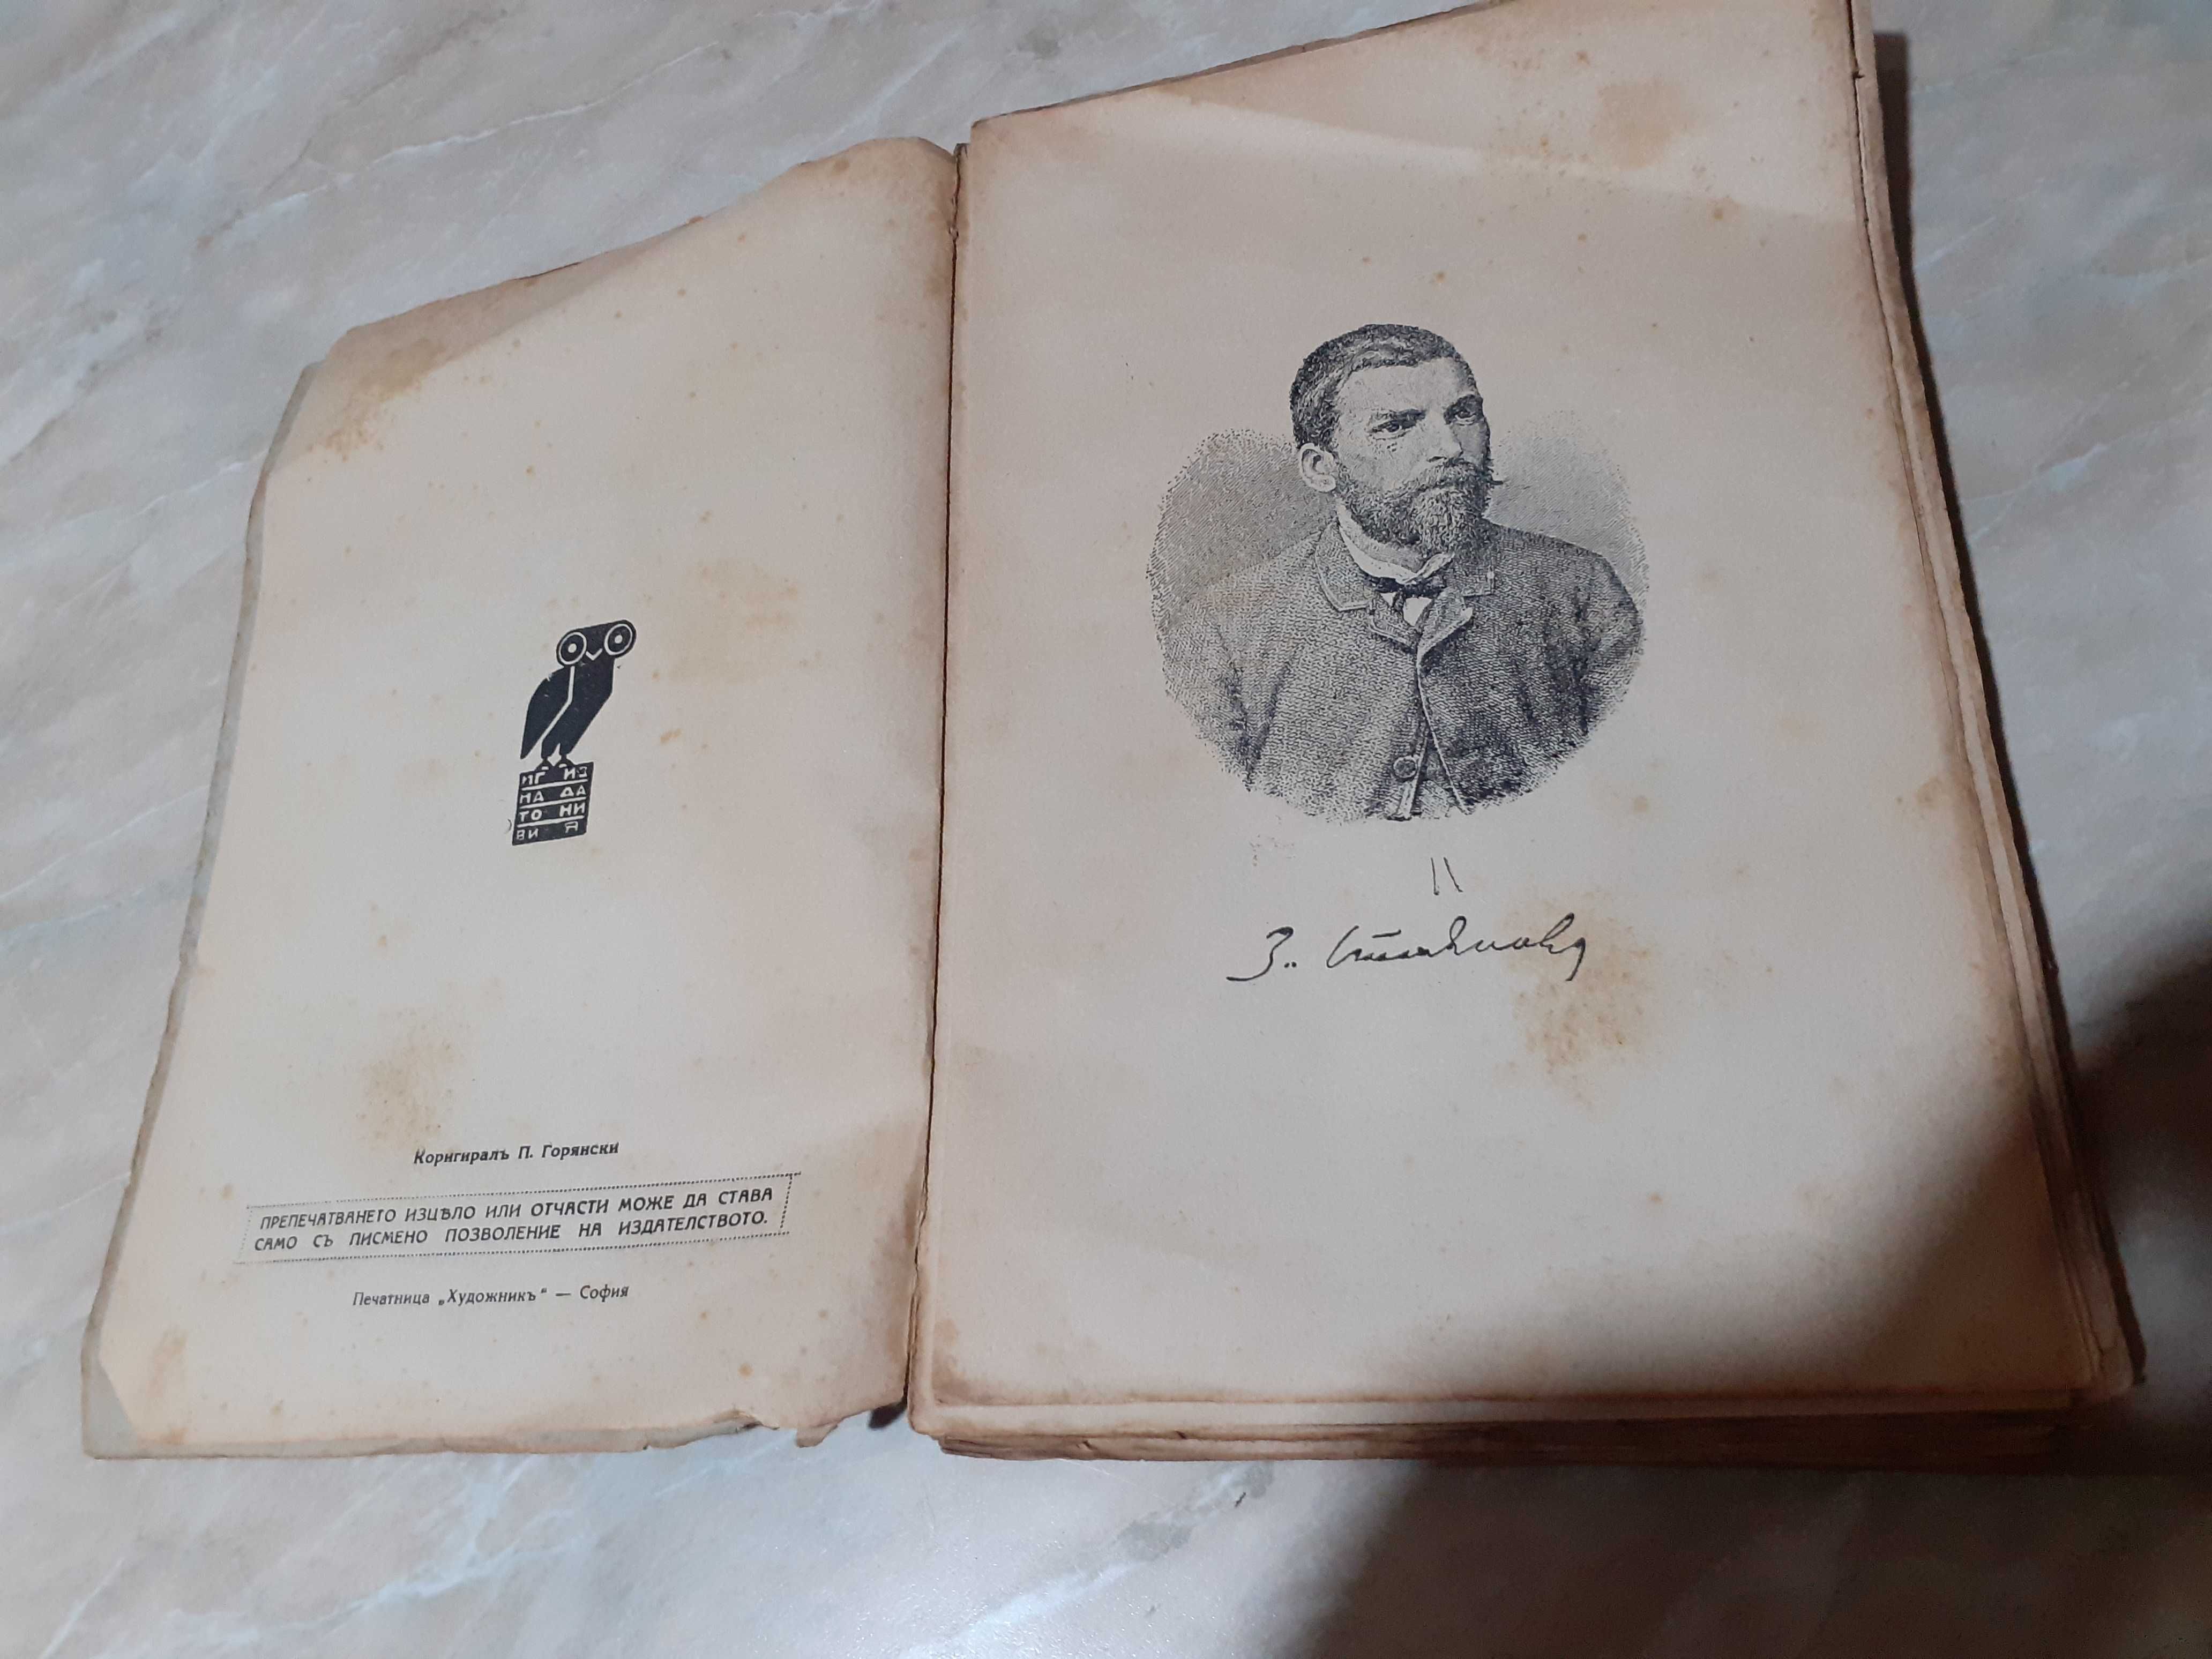 ИГ ИЗ
НА ДА
ТО НИ
ВИ Я
Коригиралъ П. Горянски
ПРЕПЕЧАТВАНЕТО ИЗЦѢЛО ИЛИ ОТЧАСТИ МОЖЕ ДА СТАВА
САМО СЪ ПИСМЕНО ПОЗВОЛЕНИЕ НА ИЗДАТЕЛСТВОТО.
Печатница „Художникъ“ — София
З. Стояновъ